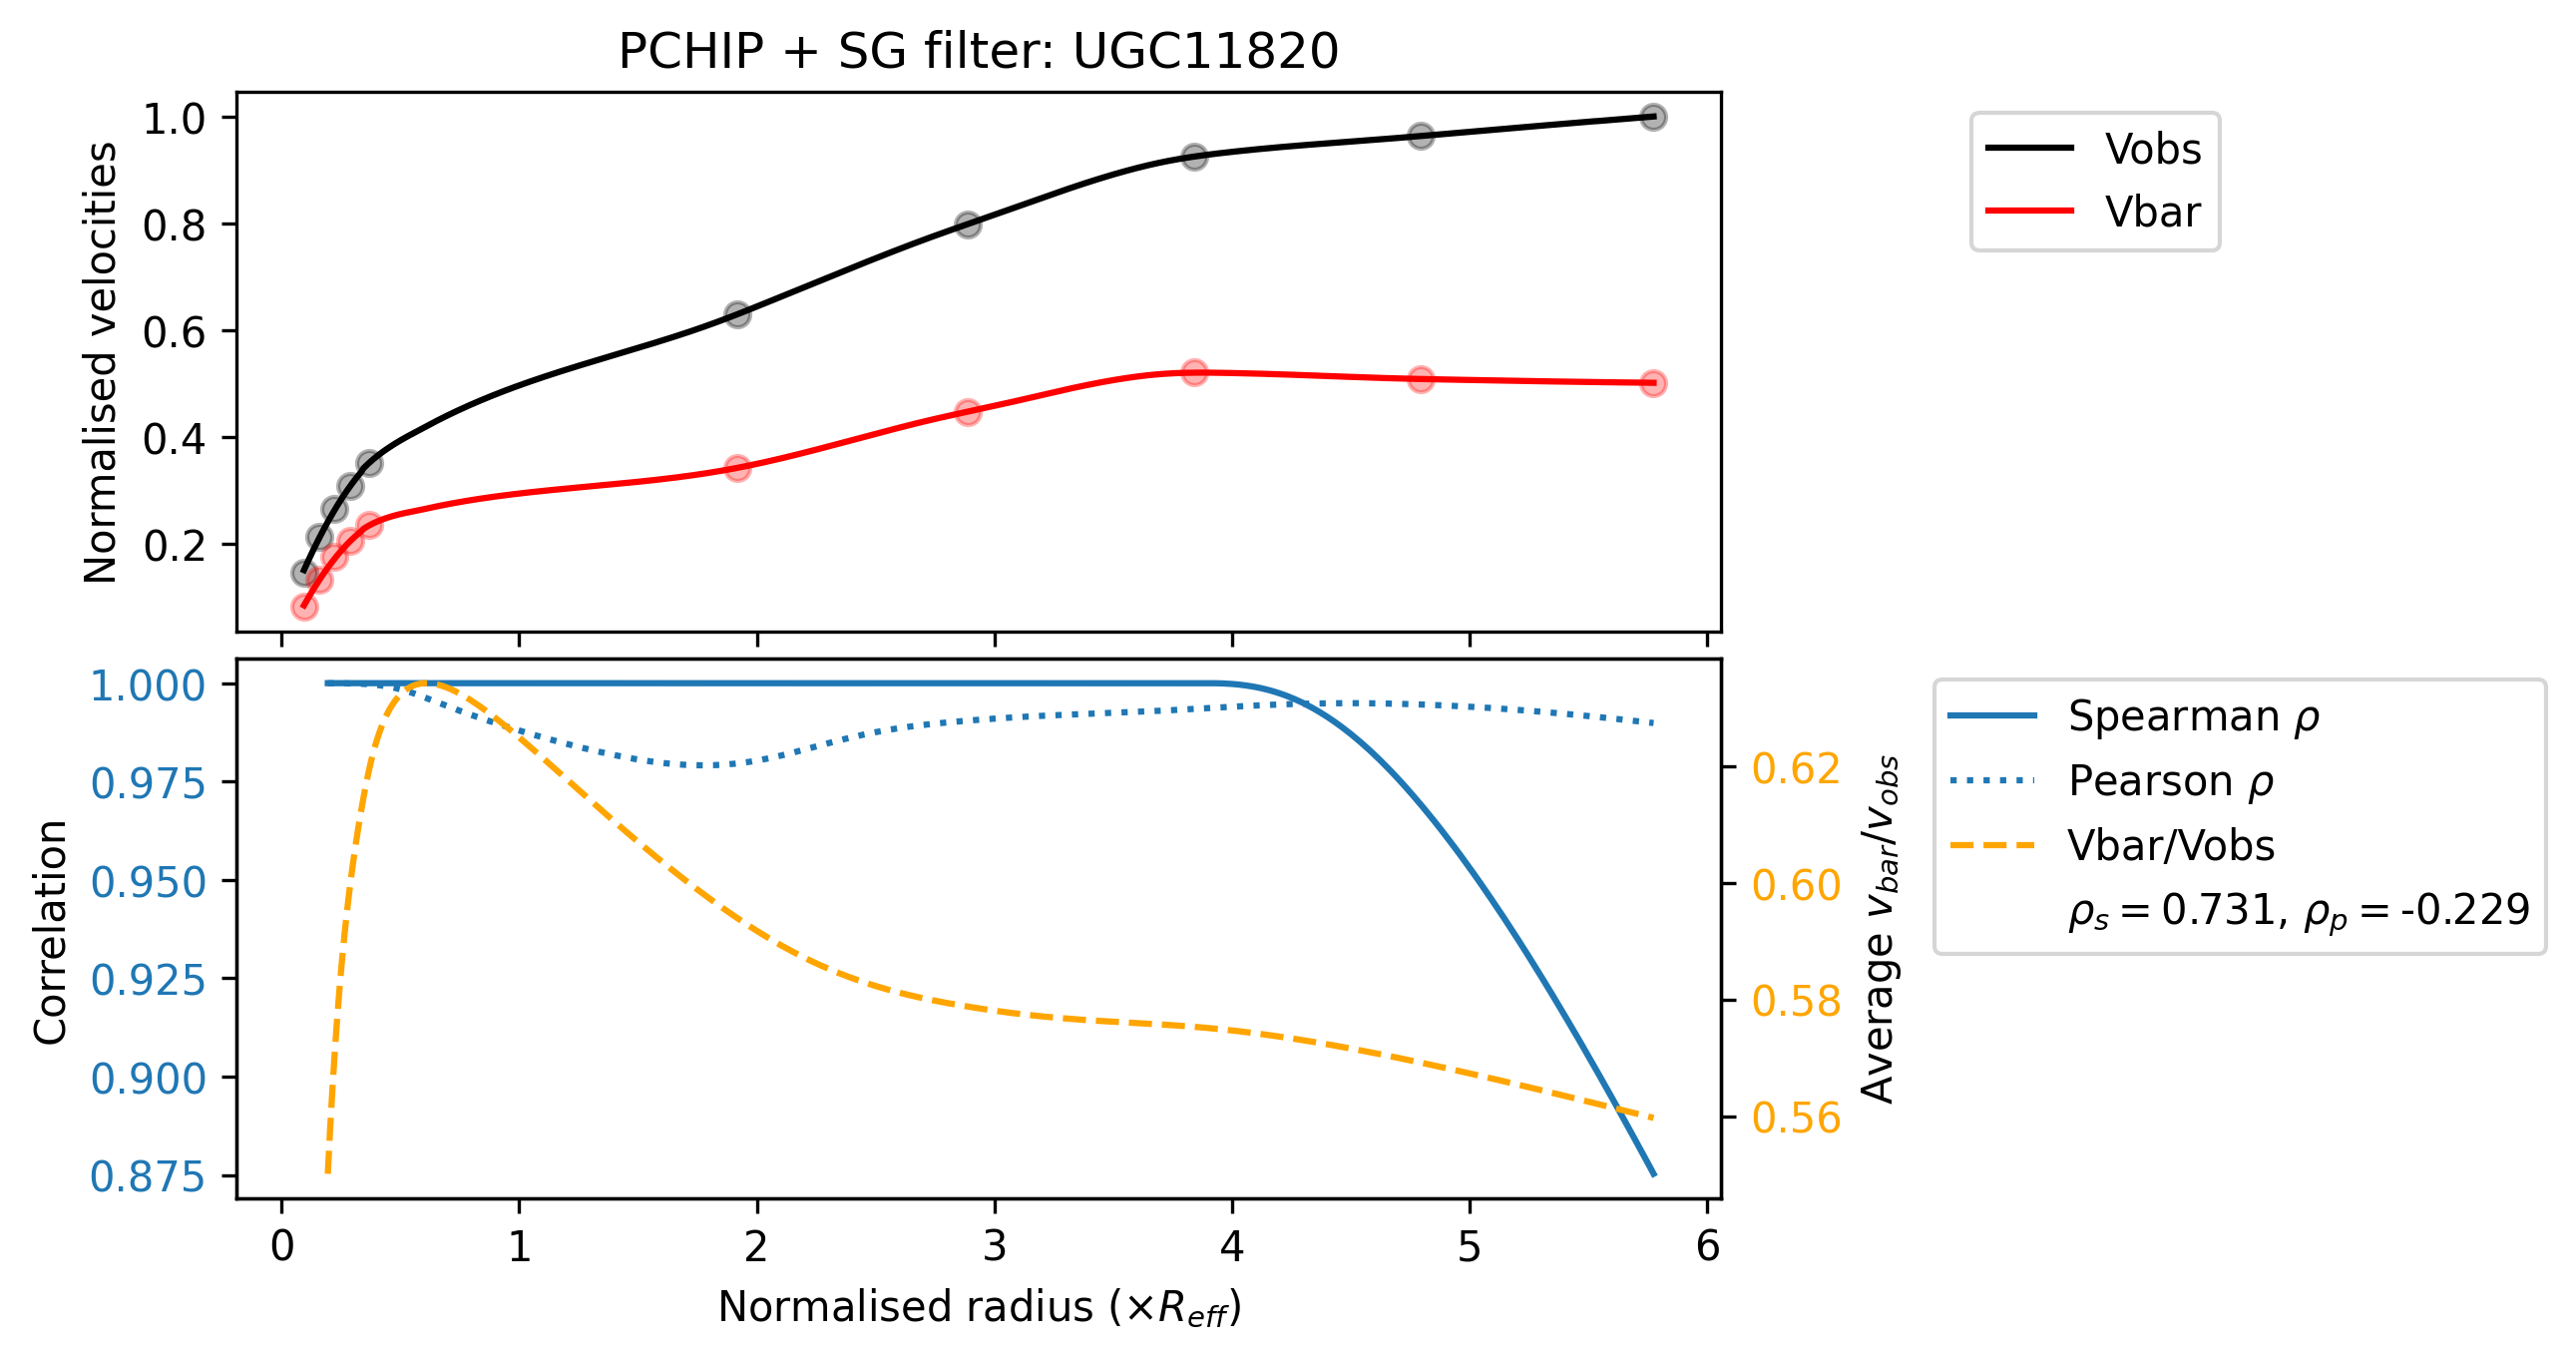 PCHIP + SG filter: UGC11820
Normalised velocities
1.0
0.8
0.6
0.4
0.2
Vobs
Vbar
Correlation
1.000
0.975
0.950
0.925
0.900
0.875
0.62
0.60
0.58
0.56
Average v_bar/v_obs
Spearman ρ
Pearson ρ
Vbar/Vobs
ρ_s = 0.731, ρ_p = -0.229
0 1 2 3 4 5 6
Normalised radius (×R_eff)